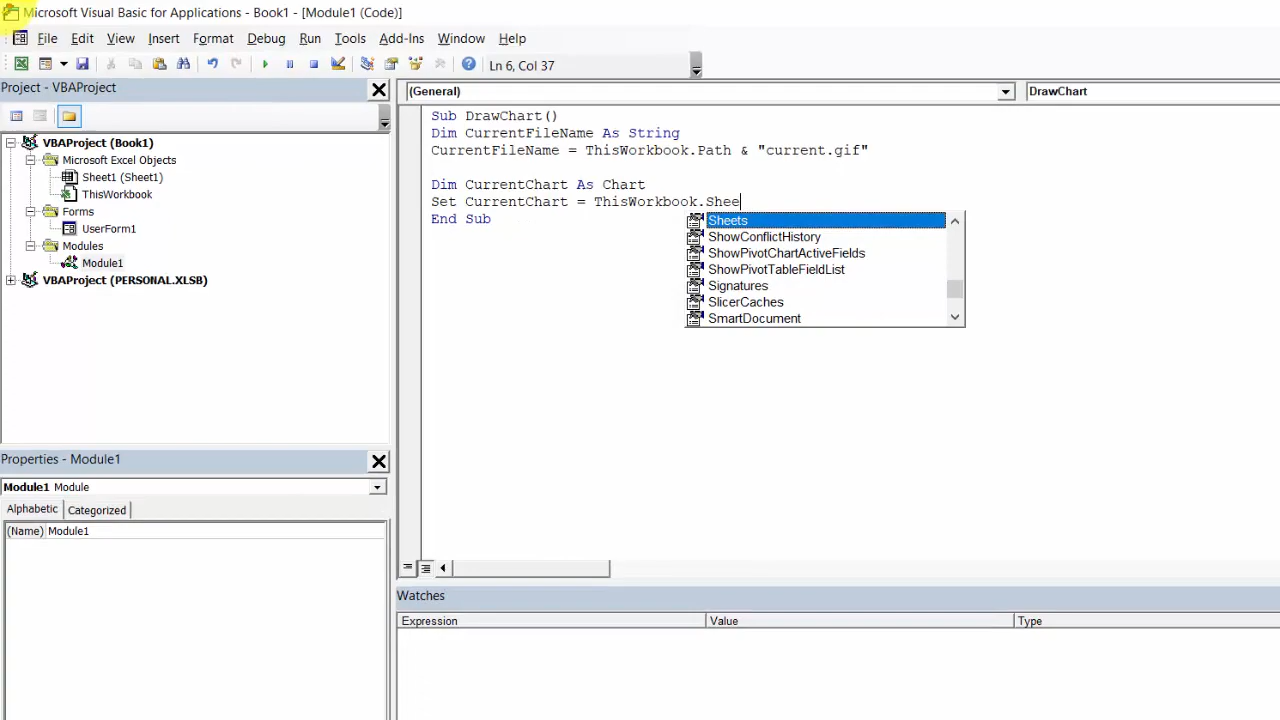 Microsoft Visual Basic for Applications - Book1 - [Module1 (Code)]
File Edit View Insert Format Debug Run Tools Add-Ins Window Help
Ln 6, Col 37
Project - VBAProject
VBAProject (Book1)
Microsoft Excel Objects
Sheet1 (Sheet1)
ThisWorkbook
Forms
UserForm1
Modules
Module1
VBAProject (PERSONAL.XLSB)
Properties - Module1
Module1 Module
Alphabetic Categorized
(Name) Module1
(General) DrawChart
Sub DrawChart()
Dim CurrentFileName As String
CurrentFileName = ThisWorkbook.Path & "current.gif"
Dim CurrentChart As Chart
Set CurrentChart = ThisWorkbook.Shee
End Sub
Sheets
ShowConflictHistory
ShowPivotChartActiveFields
ShowPivotTableFieldList
Signatures
SlicerCaches
SmartDocument
Watches
Expression Value Type